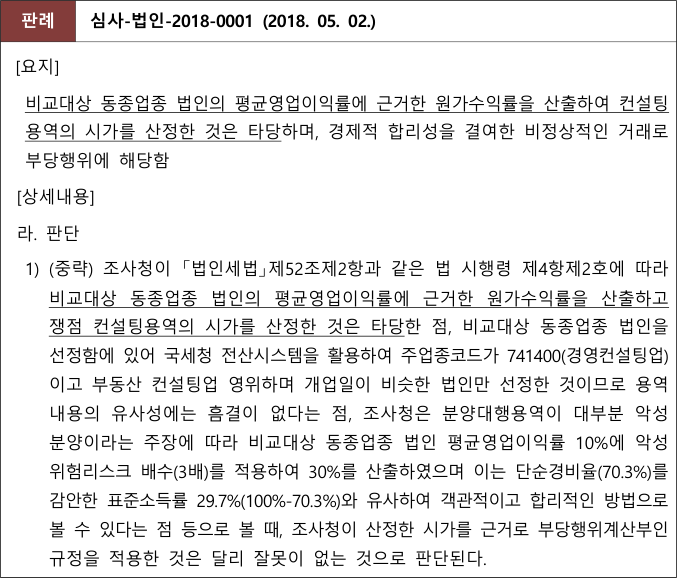 판례 심사-법인-2018-0001 (2018. 05. 02.)
[요지]
비교대상 동종업종 법인의 평균영업이익률에 근거한 원가수익률을 산출하여 컨설팅
용역의 시가를 산정한 것은 타당하며, 경제적 합리성을 결여한 비정상적인 거래로
부당행위에 해당함
[상세내용]
라. 판단
1) (중략) 조사청이 「법인세법」제52조제2항과 같은 법 시행령 제4항제2호에 따라
비교대상 동종업종 법인의 평균영업이익률에 근거한 원가수익률을 산출하고
쟁점 컨설팅용역의 시가를 산정한 것은 타당한 점, 비교대상 동종업종 법인을
선정함에 있어 국세청 전산시스템을 활용하여 주업종코드가 741400(경영컨설팅업)
이고 부동산 컨설팅업 영위하며 개업일이 비슷한 법인만 선정한 것이므로 용역
내용의 유사성에는 흠결이 없다는 점, 조사청은 분양대행용역이 대부분 악성
분양이라는 주장에 따라 비교대상 동종업종 법인 평균영업이익률 10%에 악성
위험리스크 배수(3배)를 적용하여 30%를 산출하였으며 이는 단순경비율(70.3%)를
감안한 표준소득률 29.7%(100%-70.3%)와 유사하여 객관적이고 합리적인 방법으로
볼 수 있다는 점 등으로 볼 때, 조사청이 산정한 시가를 근거로 부당행위계산부인
규정을 적용한 것은 달리 잘못이 없는 것으로 판단된다.